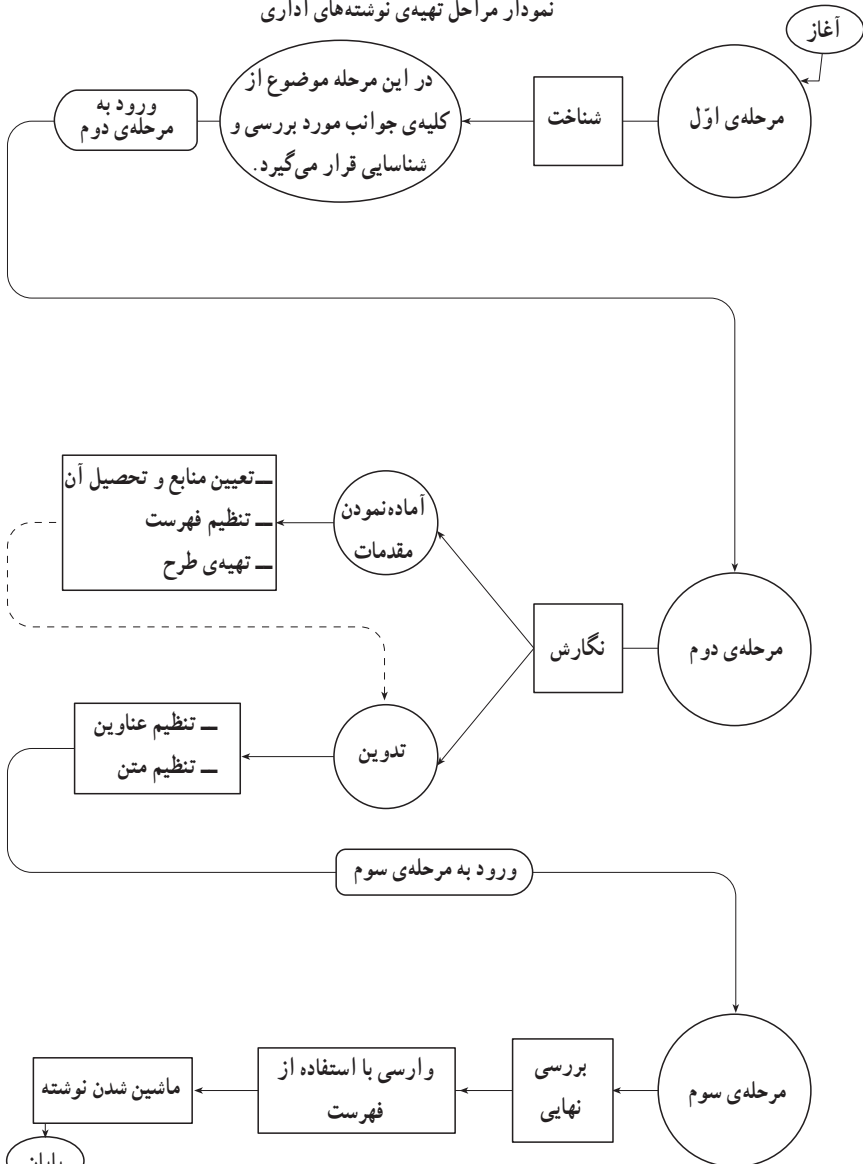 نمودار مراحل تهیه‌ی نوشته‌های اداری
آغاز
مرحله‌ی اوّل
شناخت
در این مرحله موضوع از
کلیه‌ی جوانب مورد بررسی و
شناسایی قرار می‌گیرد.
ورود به
مرحله‌ی دوم
مرحله‌ی دوم
نگارش
آماده‌نمودن
مقدمات
ــ تعیین منابع و تحصیل آن
ــ تنظیم فهرست
ــ تهیه‌ی طرح
تدوین
ــ تنظیم عناوین
ــ تنظیم متن
ورود به مرحله‌ی سوم
مرحله‌ی سوم
بررسی
نهایی
وارسی با استفاده از
فهرست
ماشین شدن نوشته
پایان